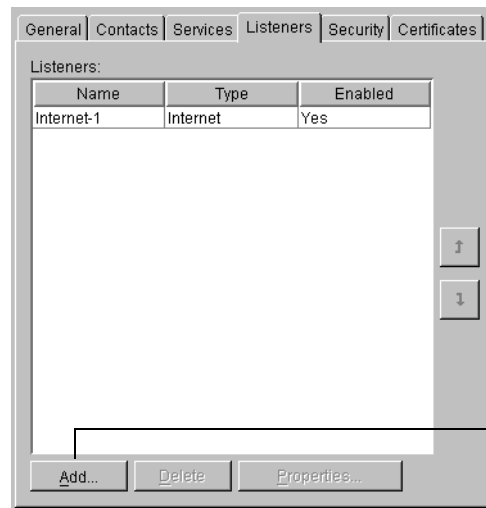 General Contacts Services Listeners Security Certificates
Listeners:
Name Type Enabled
Internet-1 Internet Yes
Add... Delete Properties...